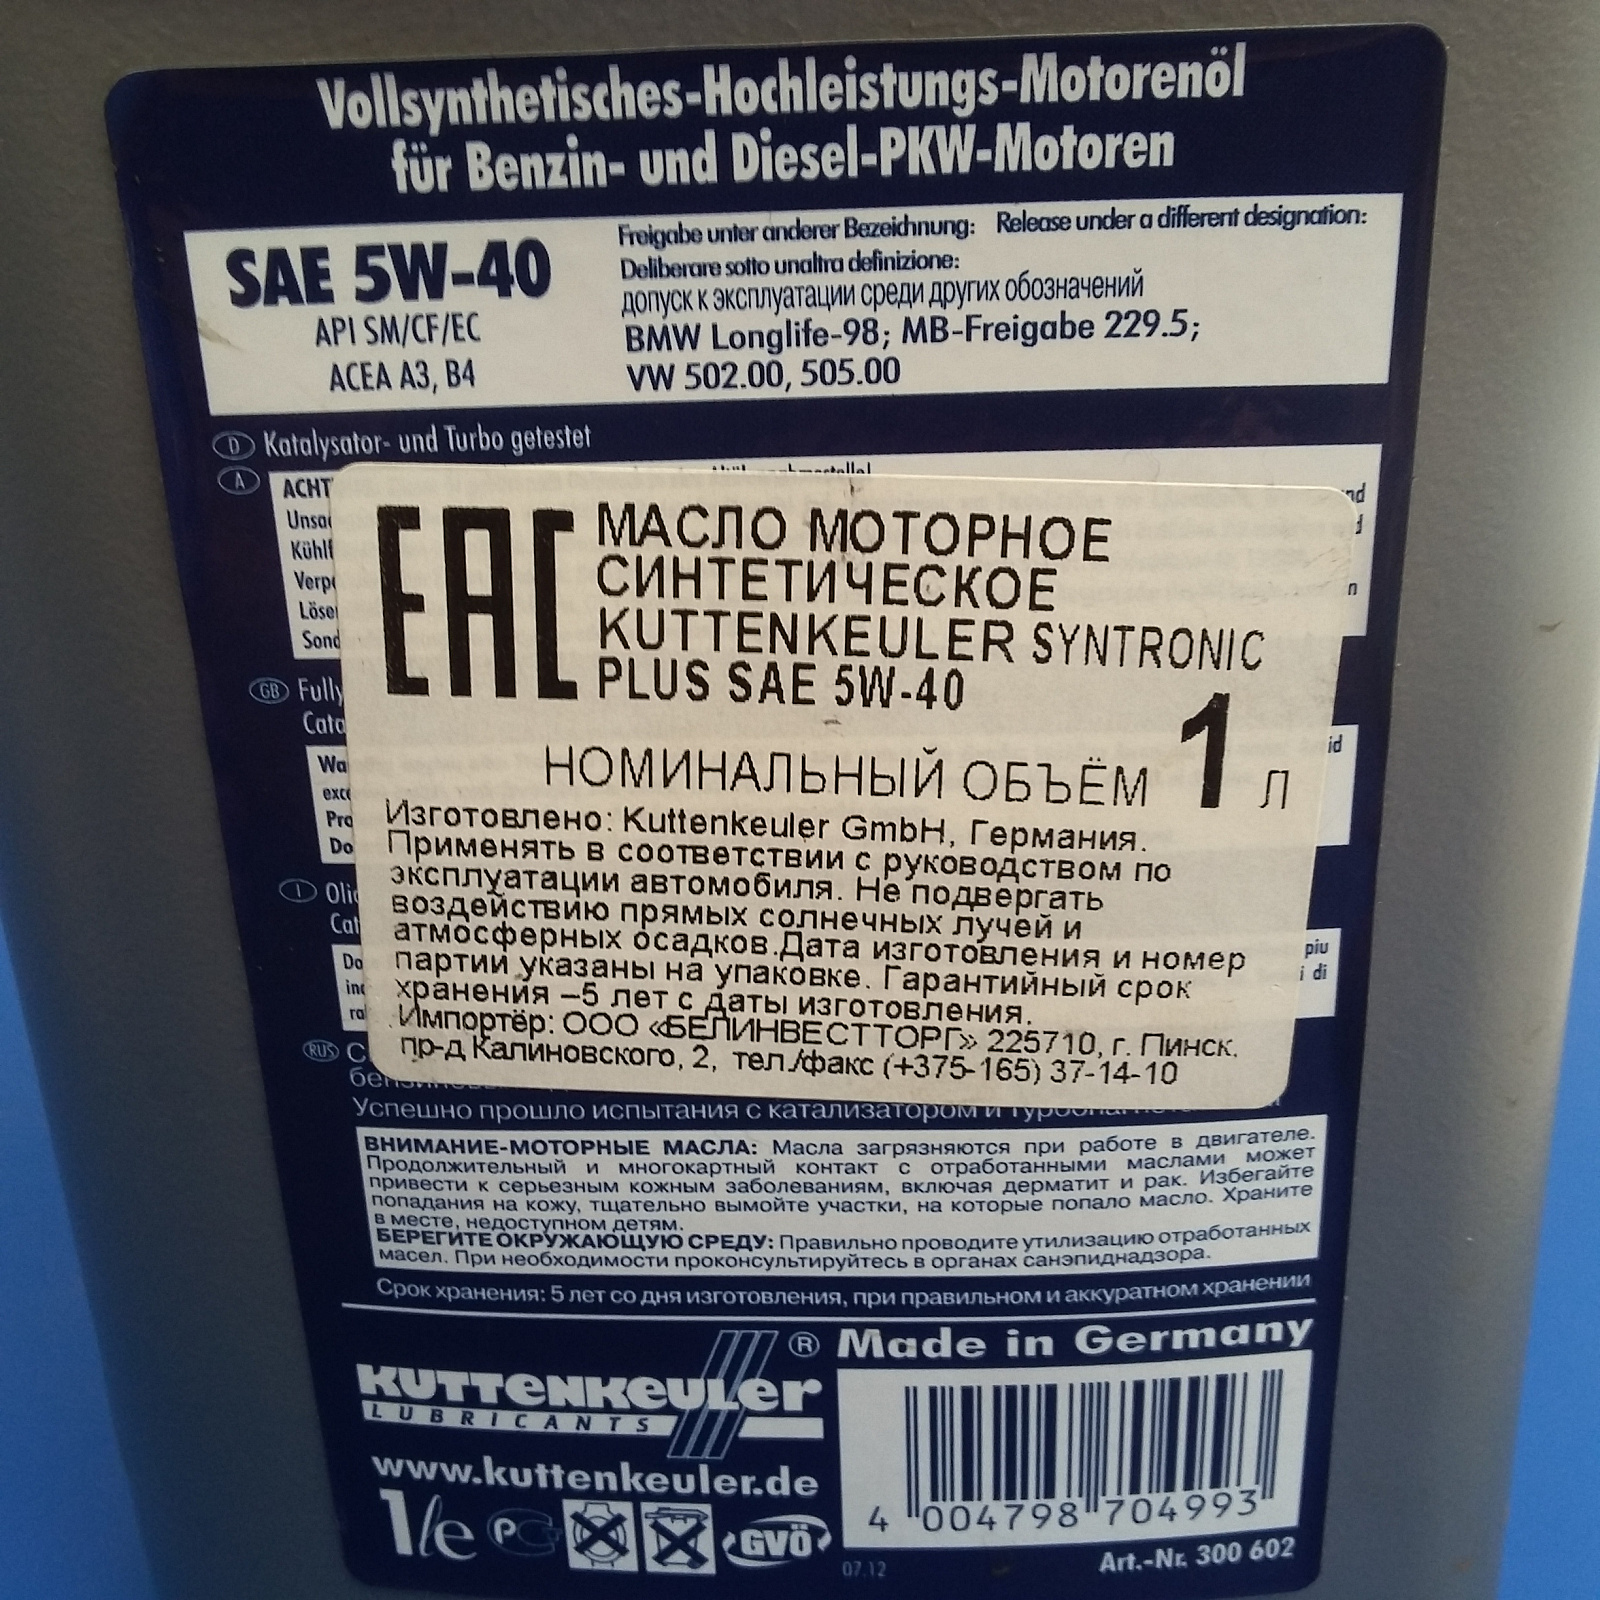 Vollsynthetisches-Hochleistungs-Motorenöl
für Benzin- und Diesel-PKW-Motoren
SAE 5W-40
API SM/CF/EC
ACEA A3, B4
Freigabe unter anderer Bezeichnung: Release under a different designation:
Deliberare sotto unaltra definizione:
допуск к эксплуатации среди других обозначений
BMW Longlife-98; MB-Freigabe 229.5;
VW 502.00, 505.00
D Katalysator- und Turbo getestet
A
EAC
МАСЛО МОТОРНОЕ
СИНТЕТИЧЕСКОЕ
KUTTENKEULER SYNTRONIC
PLUS SAE 5W-40
НОМИНАЛЬНЫЙ ОБЪЁМ 1 Л
Изготовлено: Kuttenkeuler GmbH, Германия.
Применять в соответствии с руководством по
эксплуатации автомобиля. Не подвергать
воздействию прямых солнечных лучей и
атмосферных осадков.Дата изготовления и номер
партии указаны на упаковке. Гарантийный срок
хранения –5 лет с даты изготовления.
Импортёр: ООО «БЕЛИНВЕСТТОРГ» 225710, г. Пинск.
пр-д Калиновского, 2, тел./факс (+375-165) 37-14-10
GB Fully
I
piu
di
RUS
Успешно прошло испытания с катализатором и
ВНИМАНИЕ-МОТОРНЫЕ МАСЛА: Масла загрязняются при работе в двигателе.
Продолжительный и многокартный контакт с отработанными маслами может
привести к серьезным кожным заболеваниям, включая дерматит и рак. Избегайте
попадания на кожу, тщательно вымойте участки, на которые попало масло. Храните
в месте, недоступном детям.
БЕРЕГИТЕ ОКРУЖАЮЩУЮ СРЕДУ: Правильно проводите утилизацию отработанных
масел. При необходимости проконсультируйтесь в органах санэпиднадзора.
Срок хранения: 5 лет со дня изготовления, при правильном и аккуратном хранении
® Made in Germany
KUTTENKEULER
LUBRICANTS
www.kuttenkeuler.de
1 l e
GVÖ
4 004798 704993
07.12
Art.-Nr. 300 602